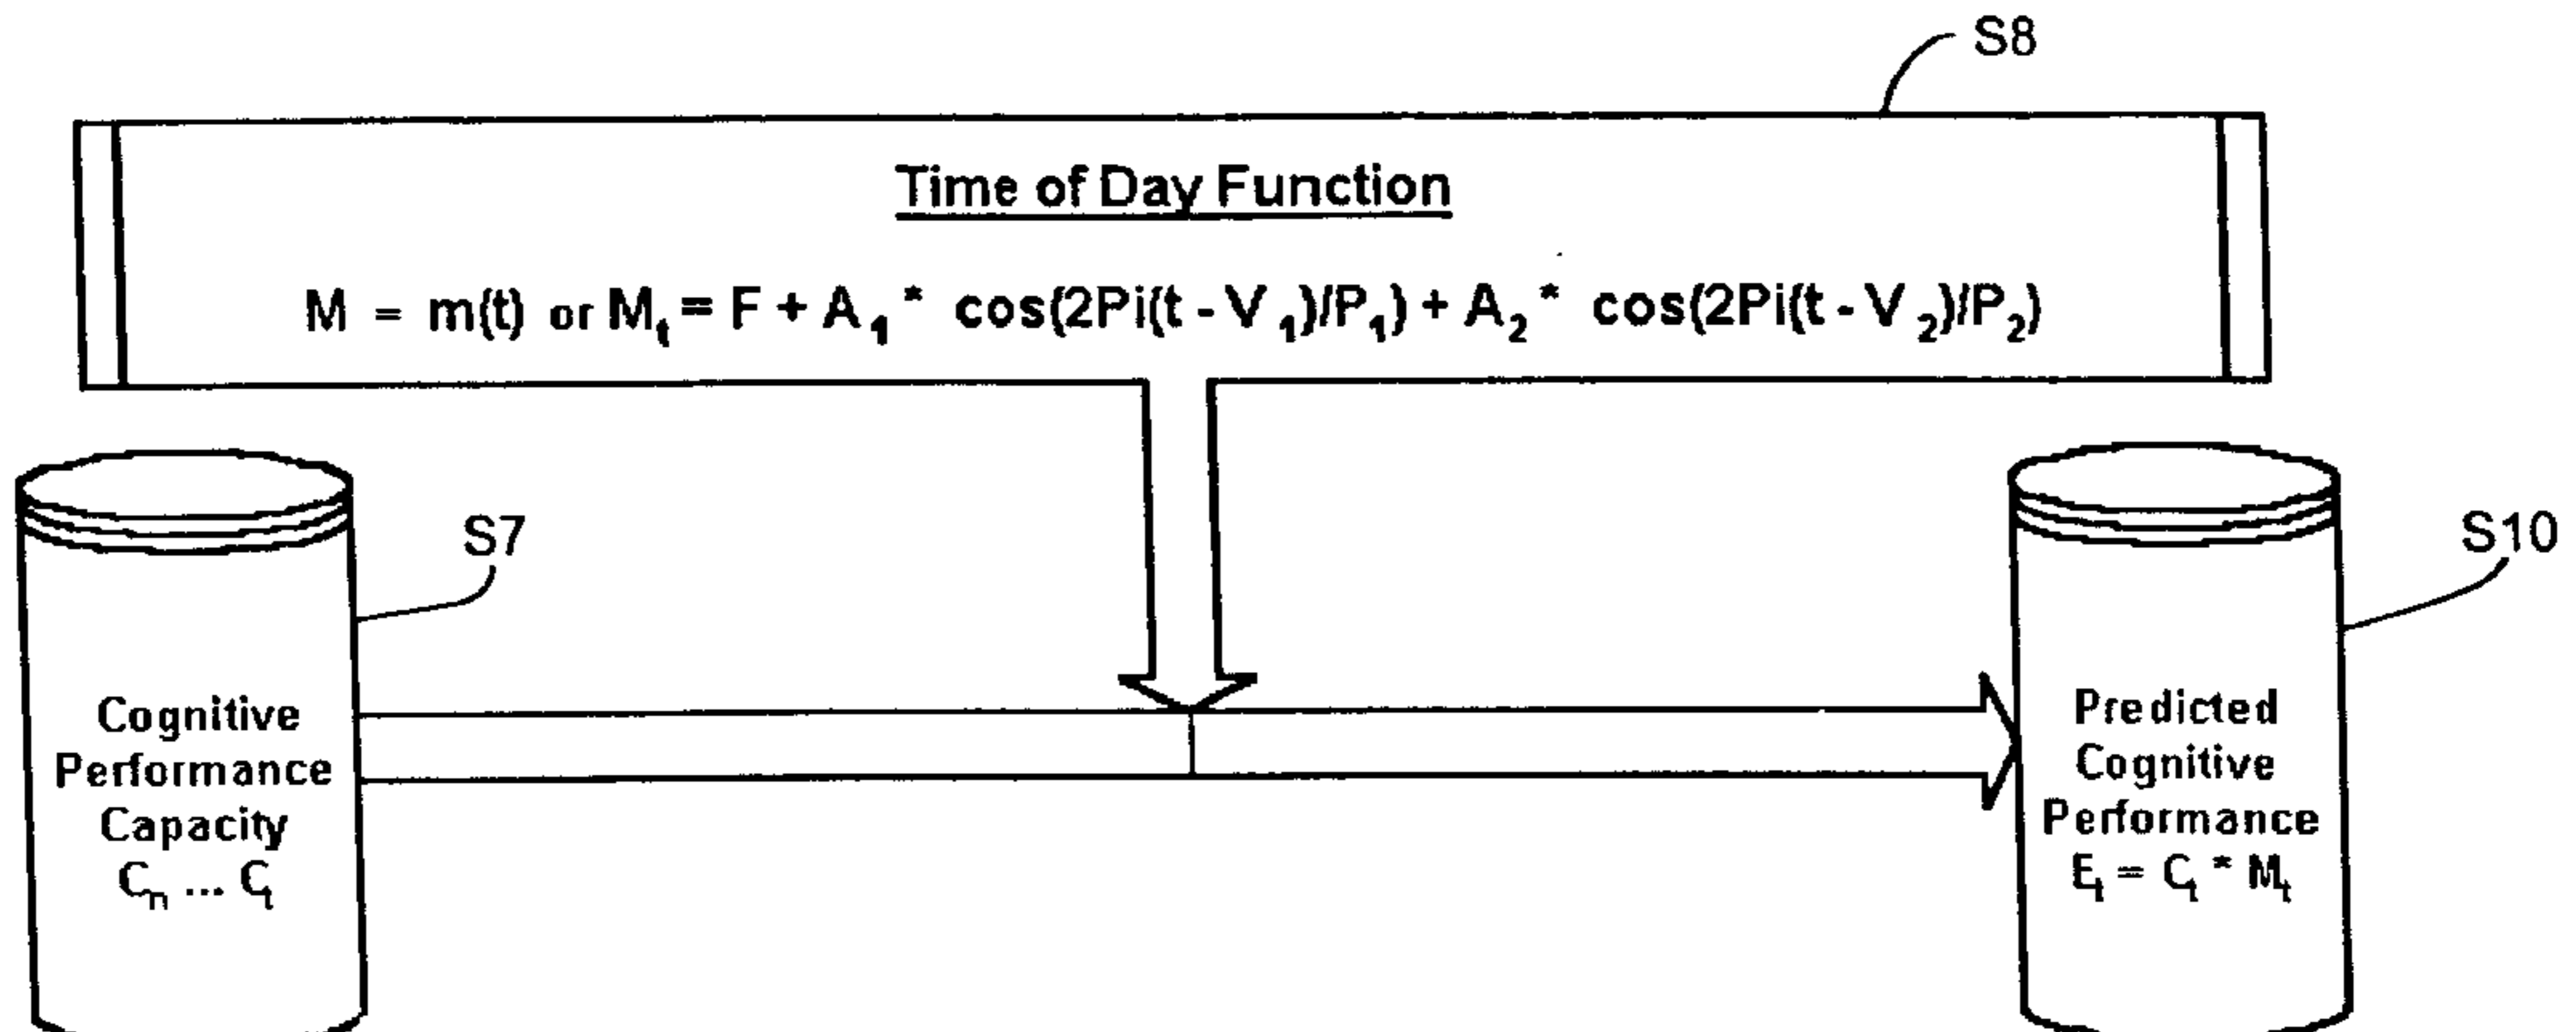 S8
Time of Day Function
M = m(t) or Mₜ = F + A₁ * cos(2Pi(t - V₁)/P₁) + A₂ * cos(2Pi(t - V₂)/P₂)
S7
S10
Cognitive
Performance
Capacity
Cₙ ... Cₜ
Predicted
Cognitive
Performance
Eₜ = Cₜ * Mₜ